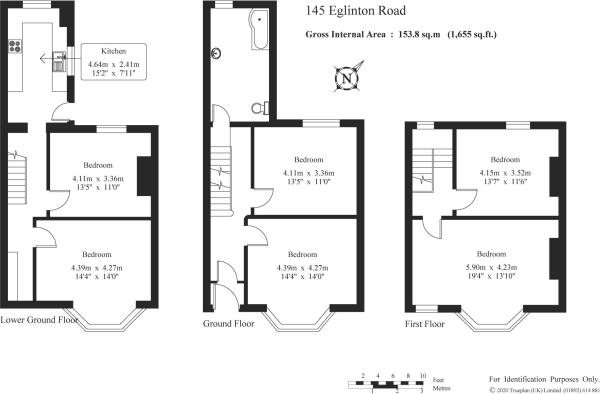 145 Eglinton Road
Gross Internal Area : 153.8 sq.m (1,655 sq.ft.)
N
Kitchen
4.64m x 2.41m
15'2" x 7'11"
Bedroom
4.11m x 3.36m
13'5" x 11'0"
Bedroom
4.39m x 4.27m
14'4" x 14'0"
Lower Ground Floor
Bedroom
4.11m x 3.36m
13'5" x 11'0"
Bedroom
4.39m x 4.27m
14'4" x 14'0"
Ground Floor
Bedroom
4.15m x 3.52m
13'7" x 11'6"
Bedroom
5.90m x 4.23m
19'4" x 13'10"
First Floor
2 4 6 8 10
Feet
Metres
1 2 3
For Identification Purposes Only.
© 2020 Trueplan (UK) Limited (01892) 614 881